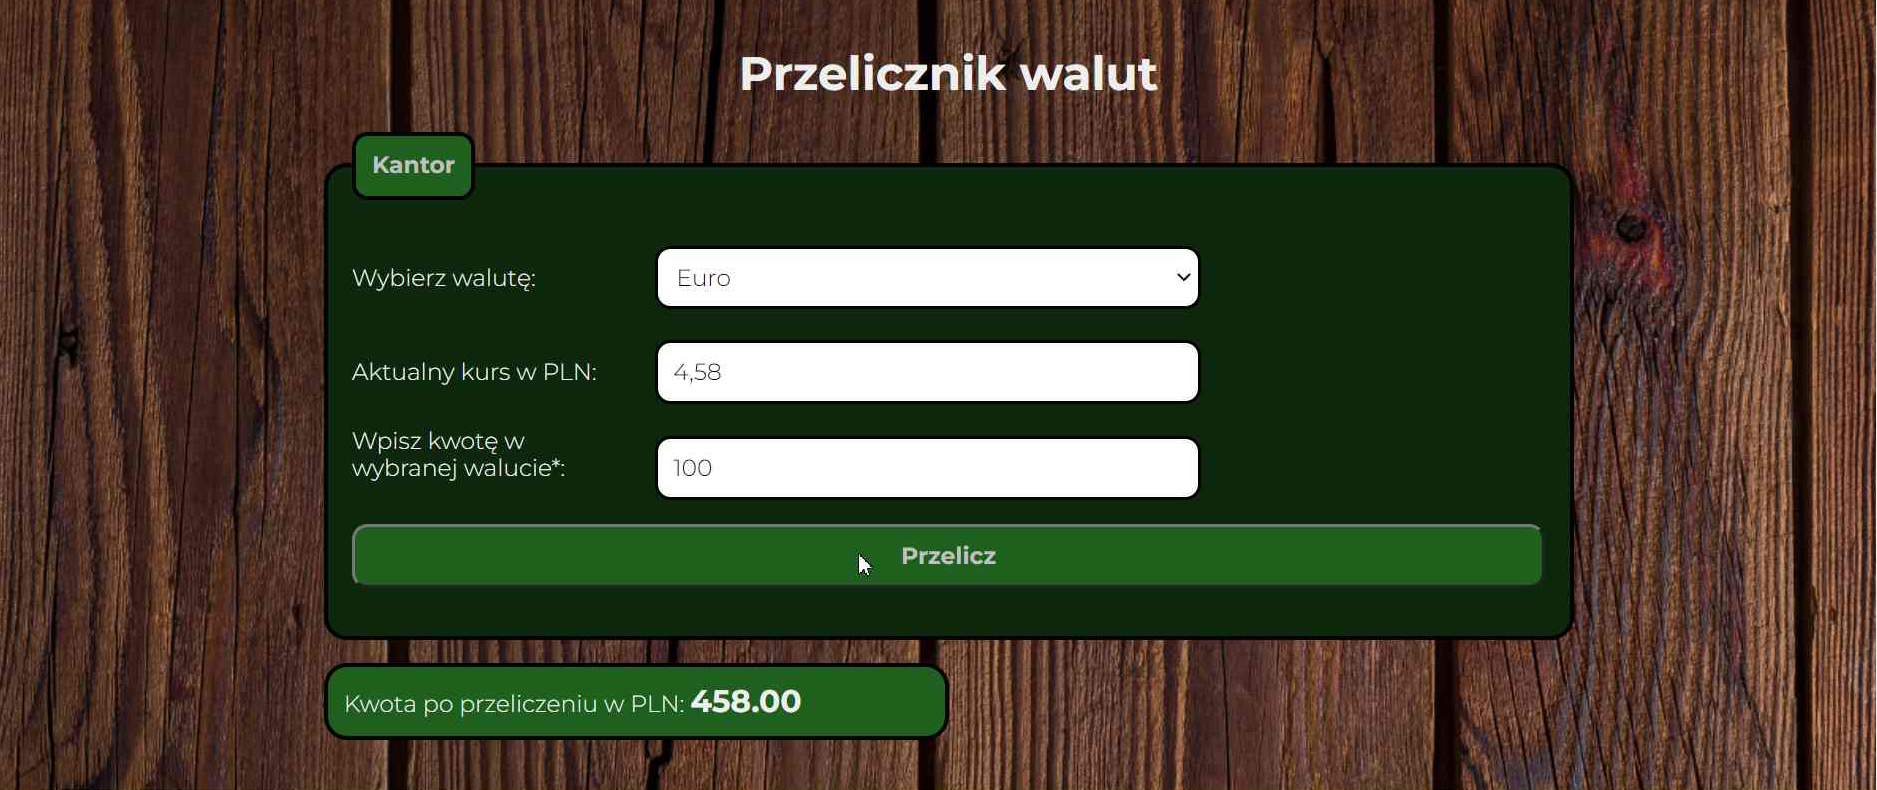 Przelicznik walut
Kantor
Wybierz walutę:
Euro
Aktualny kurs w PLN:
4,58
Wpisz kwotę w
wybranej walucie*:
100
Przelicz
Kwota po przeliczeniu w PLN: 458.00